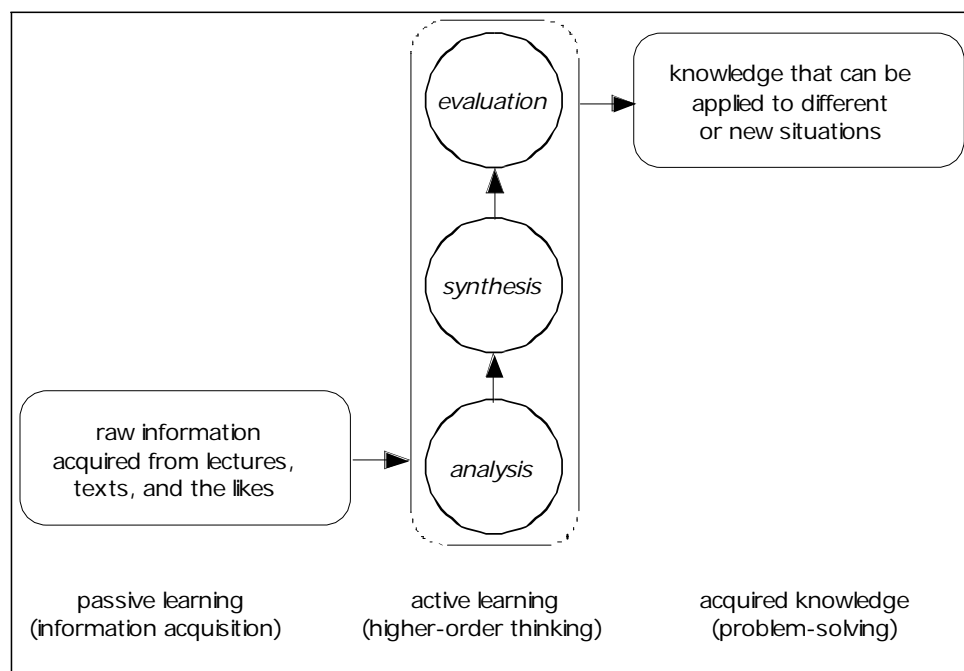 evaluation
knowledge that can be
applied to different
or new situations
synthesis
raw information
acquired from lectures,
texts, and the likes
analysis
passive learning
(information acquisition)
active learning
(higher-order thinking)
acquired knowledge
(problem-solving)